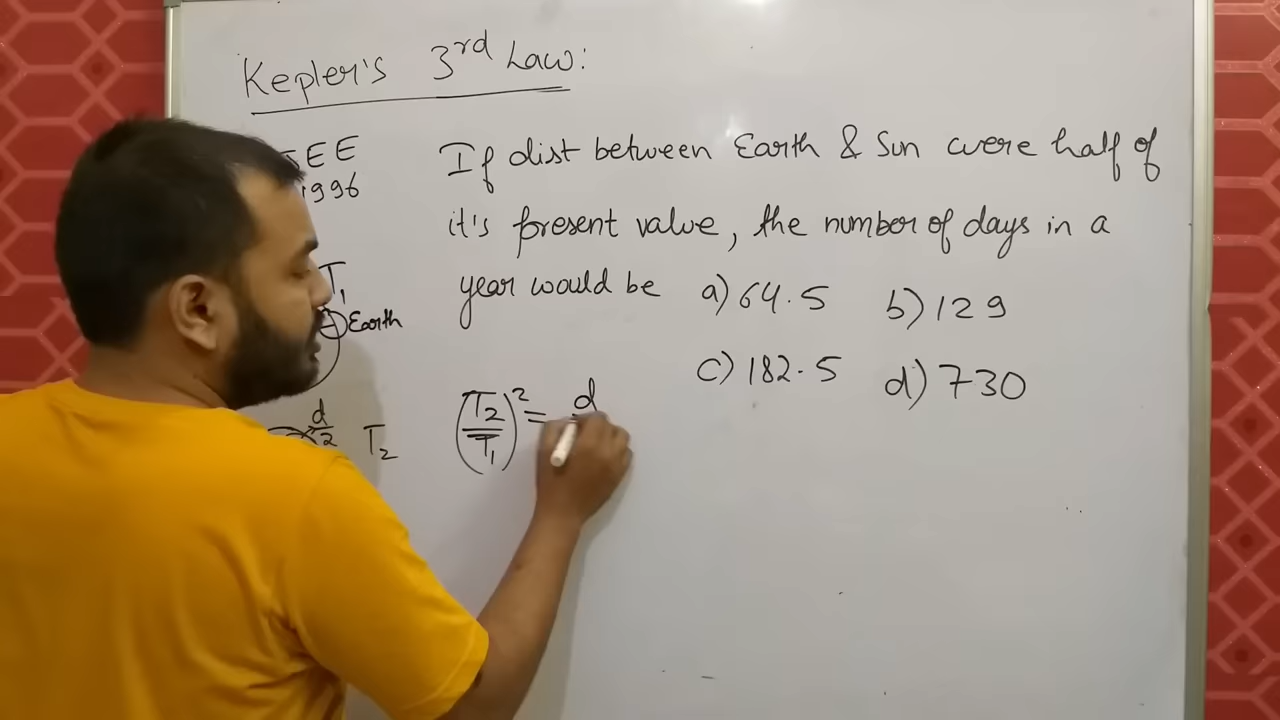 Kepler's 3rd Law:
EE
1996
If dist between Earth & Sun were half of
it's present value, the number of days in a
year would be a) 64.5 b) 129
c) 182.5 d) 730
T1
Earth
d/2 T2
(T2/T1)² = d